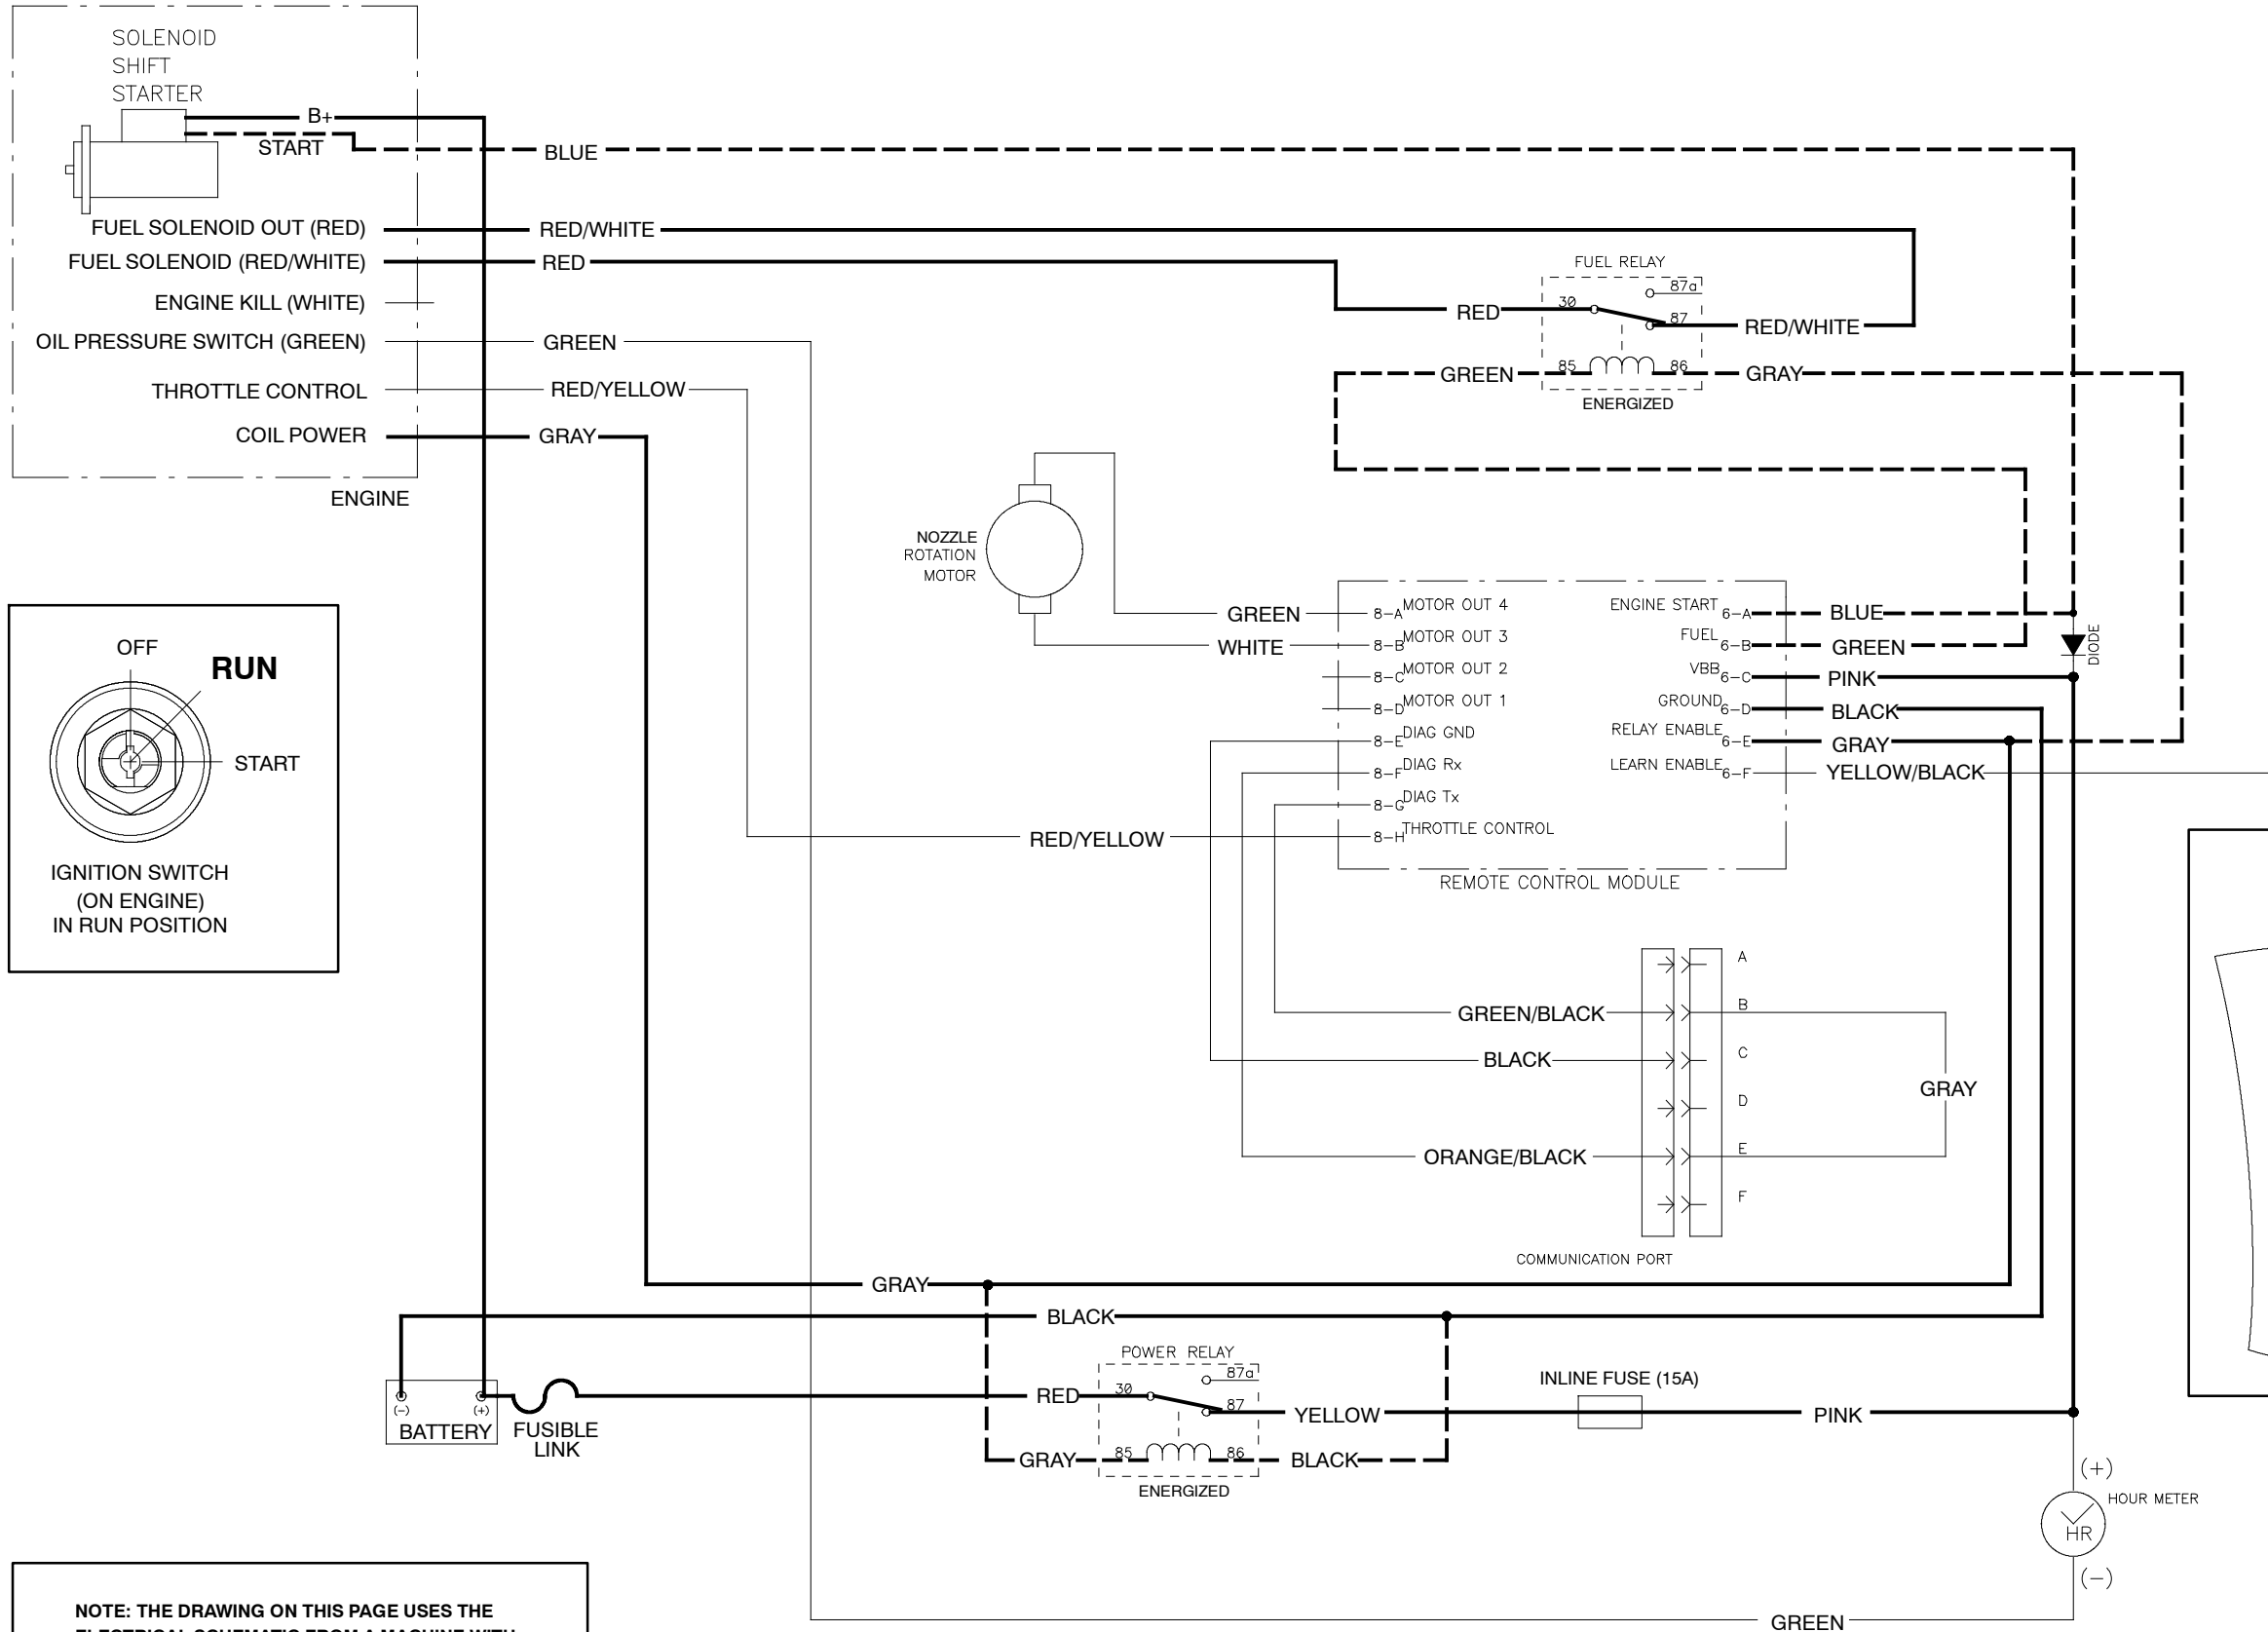 SOLENOID
SHIFT
STARTER
B+
START
BLUE
FUEL SOLENOID OUT (RED)
RED/WHITE
FUEL SOLENOID (RED/WHITE)
RED
ENGINE KILL (WHITE)
OIL PRESSURE SWITCH (GREEN)
GREEN
THROTTLE CONTROL
RED/YELLOW
COIL POWER
GRAY
ENGINE
FUEL RELAY
87a
30
RED
87
RED/WHITE
GREEN
85
86
GRAY
ENERGIZED
NOZZLE
ROTATION
MOTOR
OFF
RUN
START
IGNITION SWITCH
(ON ENGINE)
IN RUN POSITION
GREEN
8-A
MOTOR OUT 4
WHITE
8-B
MOTOR OUT 3
8-C
MOTOR OUT 2
8-D
MOTOR OUT 1
8-E
DIAG GND
8-F
DIAG Rx
8-G
DIAG Tx
RED/YELLOW
8-H
THROTTLE CONTROL
ENGINE START
6-A
BLUE
FUEL
6-B
GREEN
VBB
6-C
PINK
GROUND
6-D
BLACK
RELAY ENABLE
6-E
GRAY
LEARN ENABLE
6-F
YELLOW/BLACK
DIODE
REMOTE CONTROL MODULE
A
GREEN/BLACK
B
BLACK
C
D
GRAY
ORANGE/BLACK
E
F
COMMUNICATION PORT
GRAY
BLACK
POWER RELAY
87a
30
RED
87
YELLOW
INLINE FUSE (15A)
PINK
GRAY
85
86
BLACK
ENERGIZED
(-)
(+)
BATTERY
FUSIBLE
LINK
(+)
HOUR METER
HR
(-)
GREEN
NOTE: THE DRAWING ON THIS PAGE USES THE
ELECTRICAL SCHEMATIC FROM A MACHINE WITH